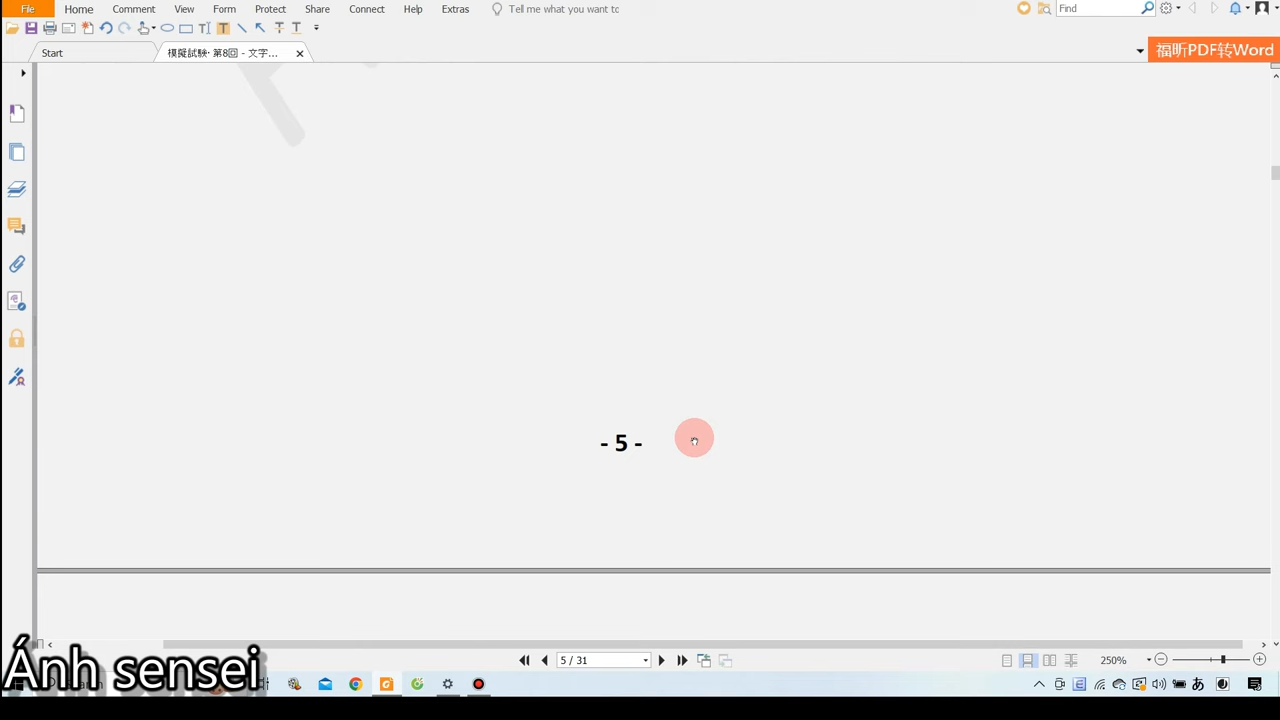 File Home Comment View Form Protect Share Connect Help Extras Tell me what you want to Find
Start 模擬試験· 第8回 - 文字... 福昕PDF转Word
- 5 -
5 / 31 250%
Ánh sensei
あ